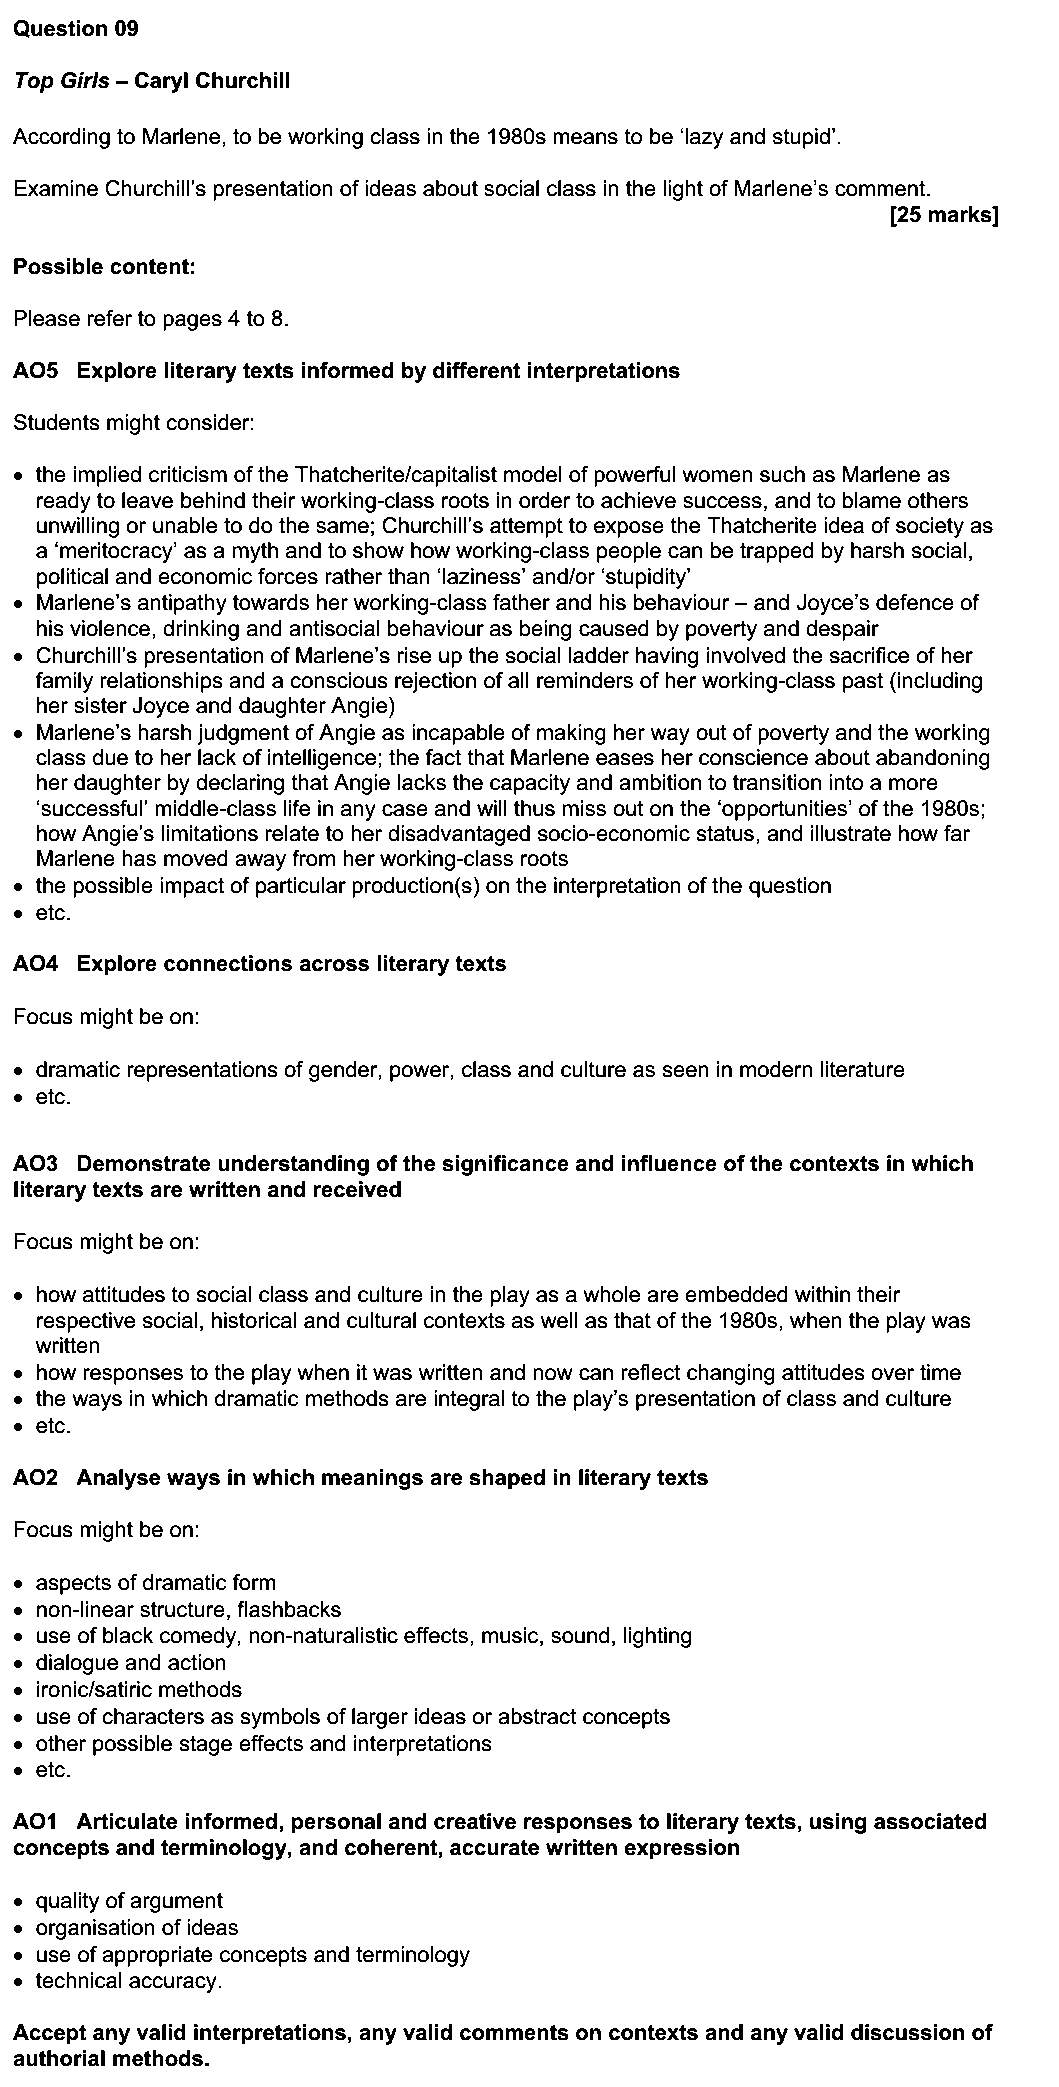 Question 09
Top Girls – Caryl Churchill
According to Marlene, to be working class in the 1980s means to be ‘lazy and stupid’.
Examine Churchill’s presentation of ideas about social class in the light of Marlene’s comment.
[25 marks]
Possible content:
Please refer to pages 4 to 8.
AO5 Explore literary texts informed by different interpretations
Students might consider:
• the implied criticism of the Thatcherite/capitalist model of powerful women such as Marlene as
ready to leave behind their working-class roots in order to achieve success, and to blame others
unwilling or unable to do the same; Churchill’s attempt to expose the Thatcherite idea of society as
a ‘meritocracy’ as a myth and to show how working-class people can be trapped by harsh social,
political and economic forces rather than ‘laziness’ and/or ‘stupidity’
• Marlene’s antipathy towards her working-class father and his behaviour – and Joyce’s defence of
his violence, drinking and antisocial behaviour as being caused by poverty and despair
• Churchill’s presentation of Marlene’s rise up the social ladder having involved the sacrifice of her
family relationships and a conscious rejection of all reminders of her working-class past (including
her sister Joyce and daughter Angie)
• Marlene’s harsh judgment of Angie as incapable of making her way out of poverty and the working
class due to her lack of intelligence; the fact that Marlene eases her conscience about abandoning
her daughter by declaring that Angie lacks the capacity and ambition to transition into a more
‘successful’ middle-class life in any case and will thus miss out on the ‘opportunities’ of the 1980s;
how Angie’s limitations relate to her disadvantaged socio-economic status, and illustrate how far
Marlene has moved away from her working-class roots
• the possible impact of particular production(s) on the interpretation of the question
• etc.
AO4 Explore connections across literary texts
Focus might be on:
• dramatic representations of gender, power, class and culture as seen in modern literature
• etc.
AO3 Demonstrate understanding of the significance and influence of the contexts in which
literary texts are written and received
Focus might be on:
• how attitudes to social class and culture in the play as a whole are embedded within their
respective social, historical and cultural contexts as well as that of the 1980s, when the play was
written
• how responses to the play when it was written and now can reflect changing attitudes over time
• the ways in which dramatic methods are integral to the play’s presentation of class and culture
• etc.
AO2 Analyse ways in which meanings are shaped in literary texts
Focus might be on:
• aspects of dramatic form
• non-linear structure, flashbacks
• use of black comedy, non-naturalistic effects, music, sound, lighting
• dialogue and action
• ironic/satiric methods
• use of characters as symbols of larger ideas or abstract concepts
• other possible stage effects and interpretations
• etc.
AO1 Articulate informed, personal and creative responses to literary texts, using associated
concepts and terminology, and coherent, accurate written expression
• quality of argument
• organisation of ideas
• use of appropriate concepts and terminology
• technical accuracy.
Accept any valid interpretations, any valid comments on contexts and any valid discussion of
authorial methods.